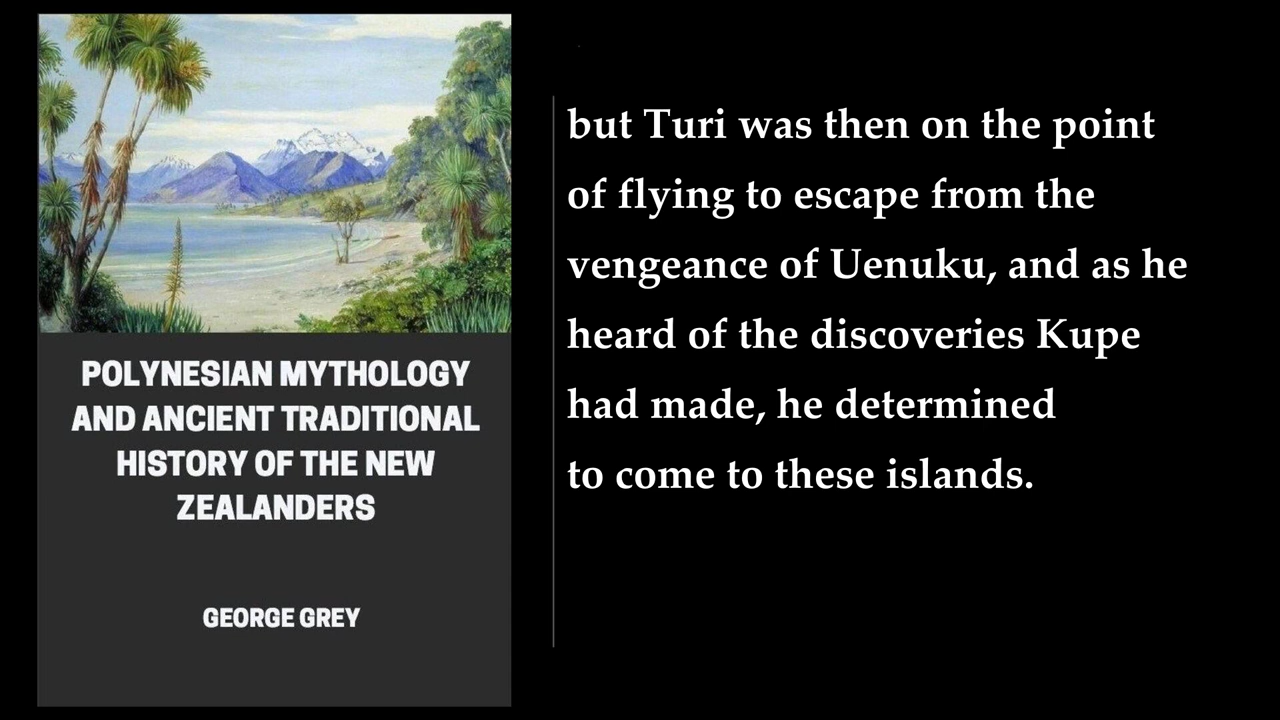 POLYNESIAN MYTHOLOGY
AND ANCIENT TRADITIONAL
HISTORY OF THE NEW
ZEALANDERS
GEORGE GREY
but Turi was then on the point
of flying to escape from the
vengeance of Uenuku, and as he
heard of the discoveries Kupe
had made, he determined
to come to these islands.